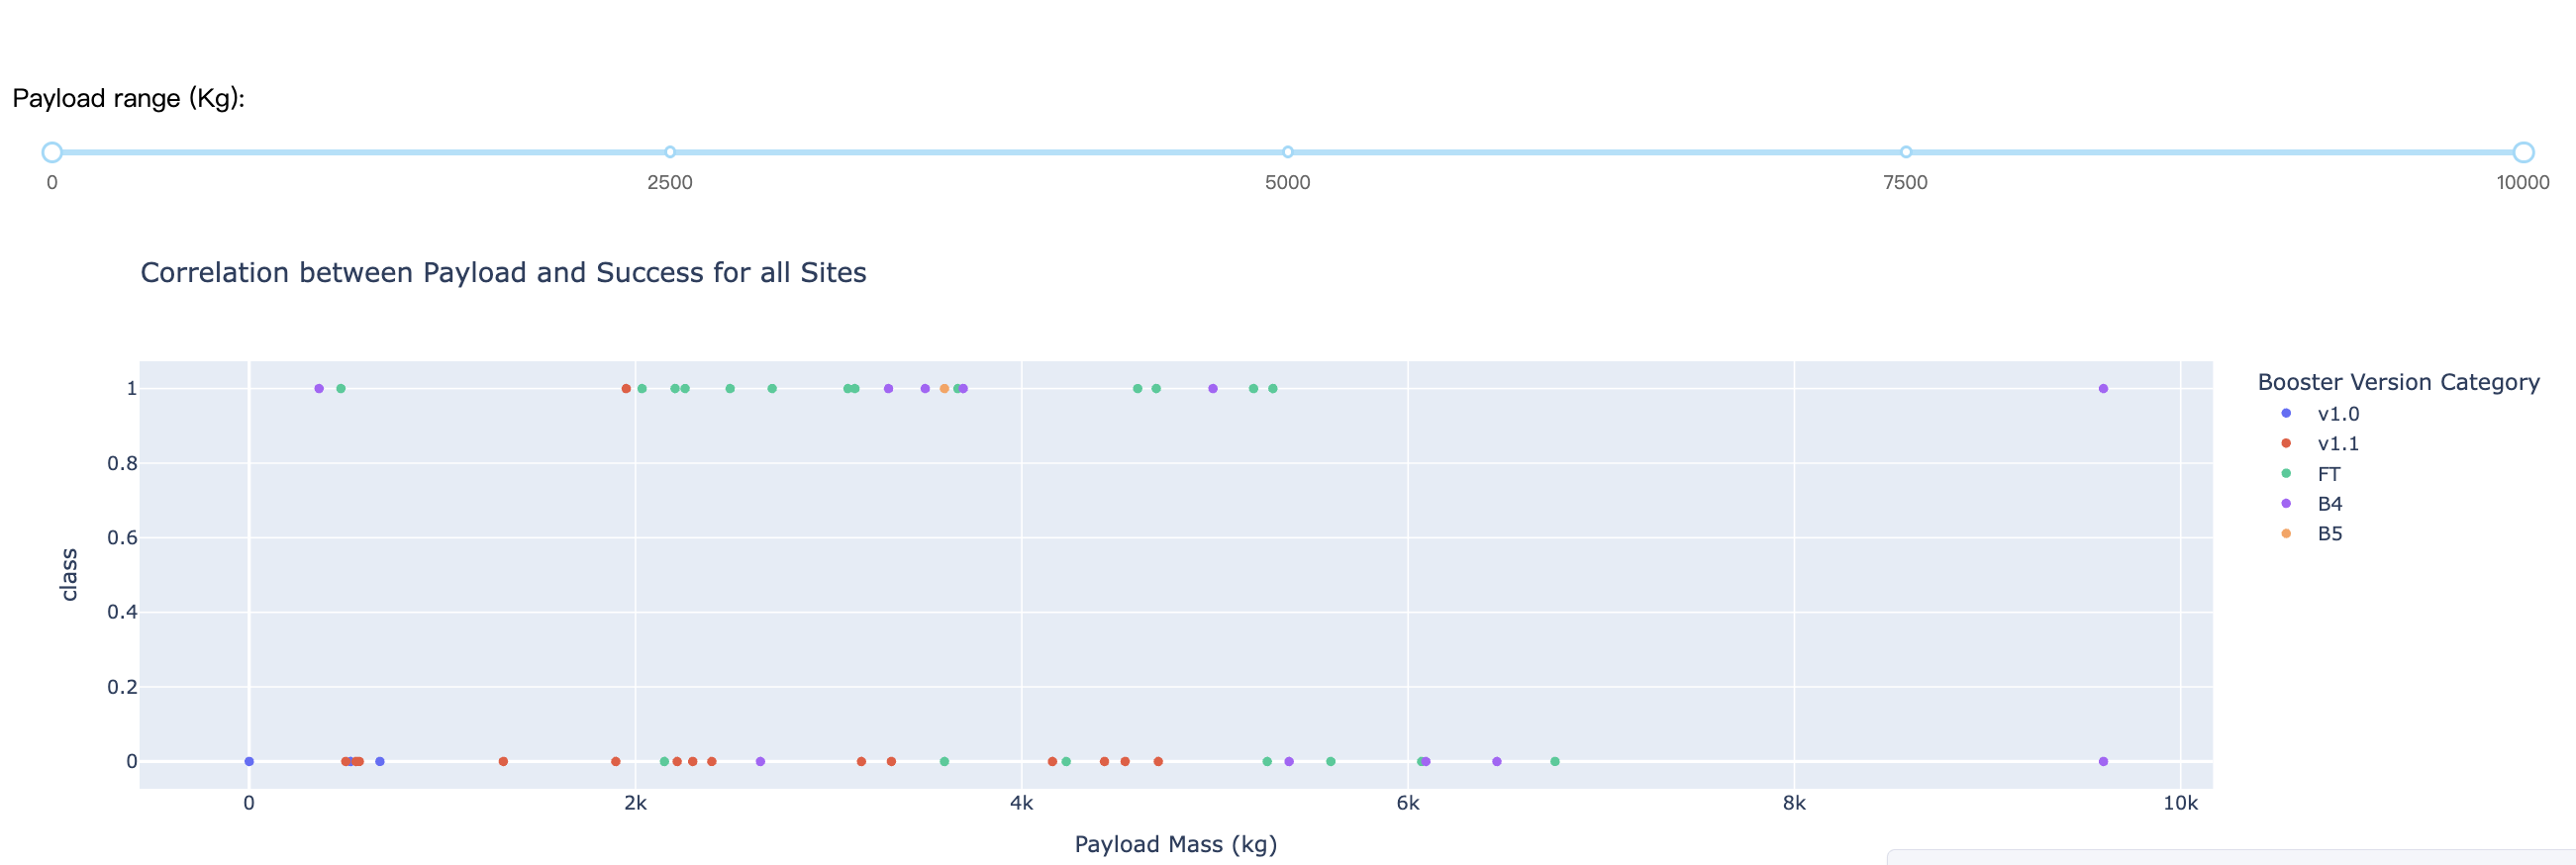 Payload range (Kg):
0 2500 5000 7500 10000
Correlation between Payload and Success for all Sites
Booster Version Category
v1.0
v1.1
FT
B4
B5
class
1
0.8
0.6
0.4
0.2
0
0 2k 4k 6k 8k 10k
Payload Mass (kg)